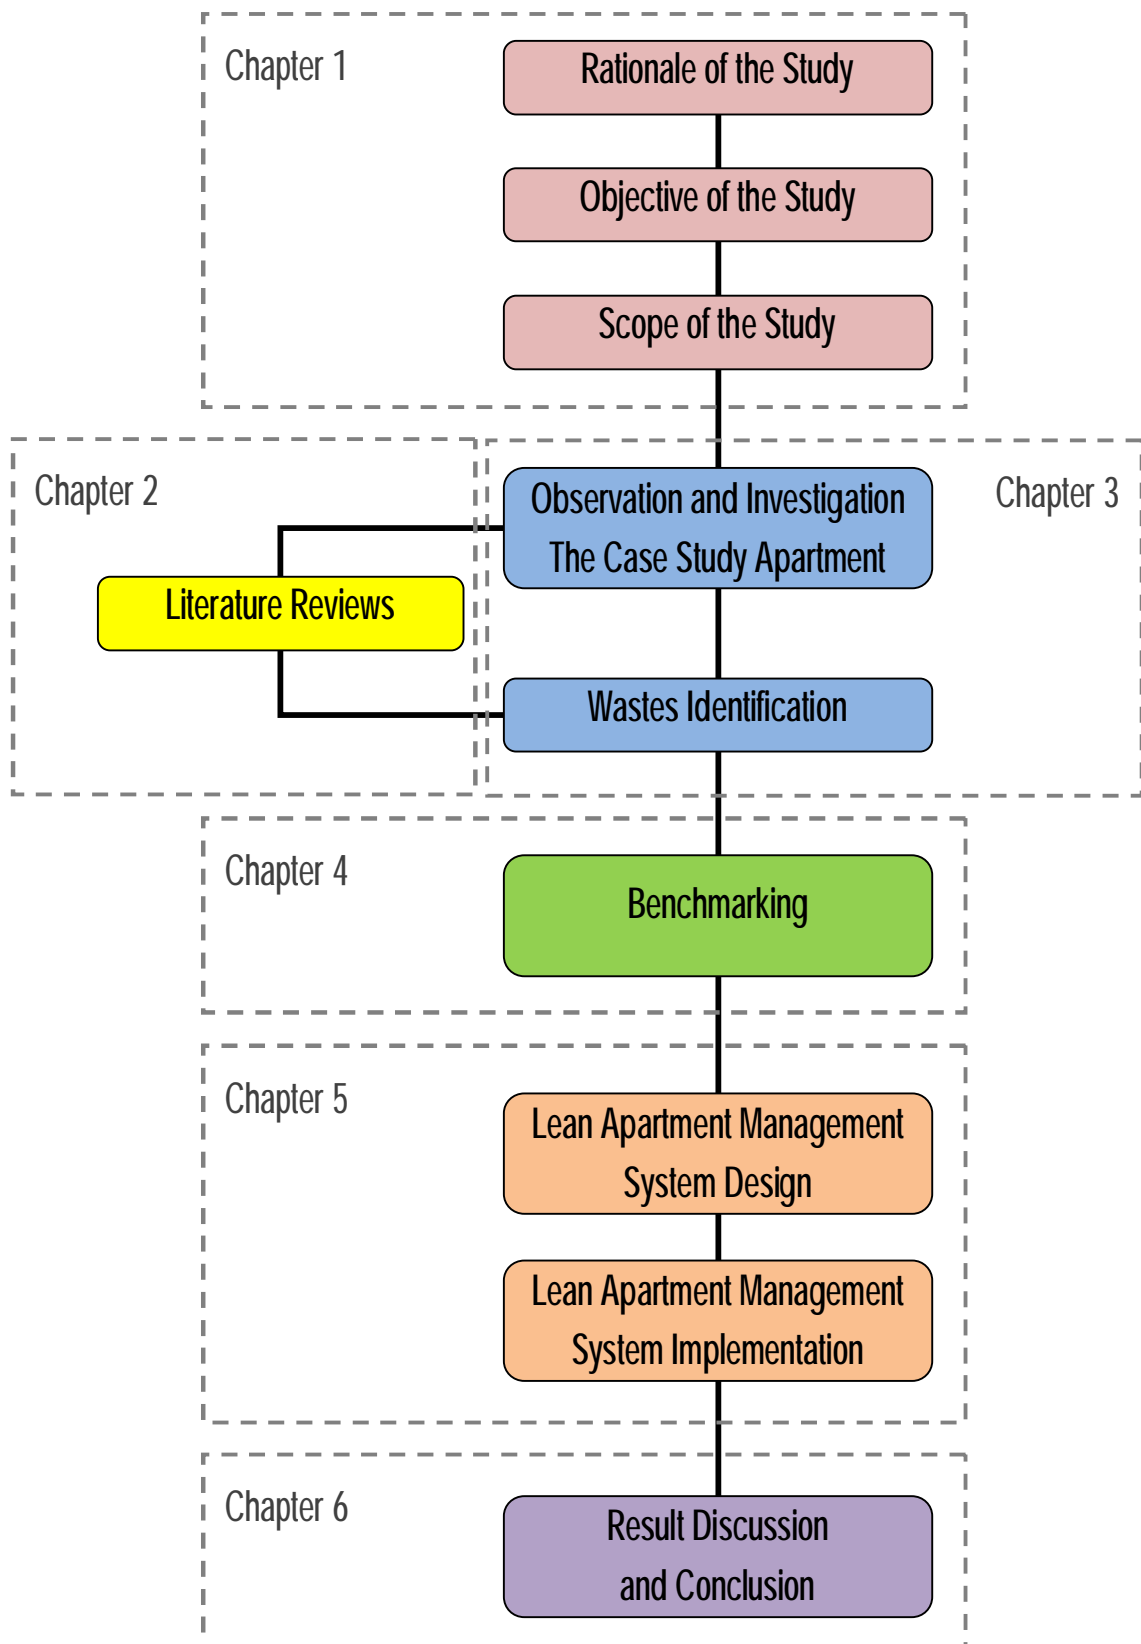 Chapter 1
Rationale of the Study
Objective of the Study
Scope of the Study
Chapter 2
Literature Reviews
Chapter 3
Observation and Investigation
The Case Study Apartment
Wastes Identification
Chapter 4
Benchmarking
Chapter 5
Lean Apartment Management
System Design
Lean Apartment Management
System Implementation
Chapter 6
Result Discussion
and Conclusion